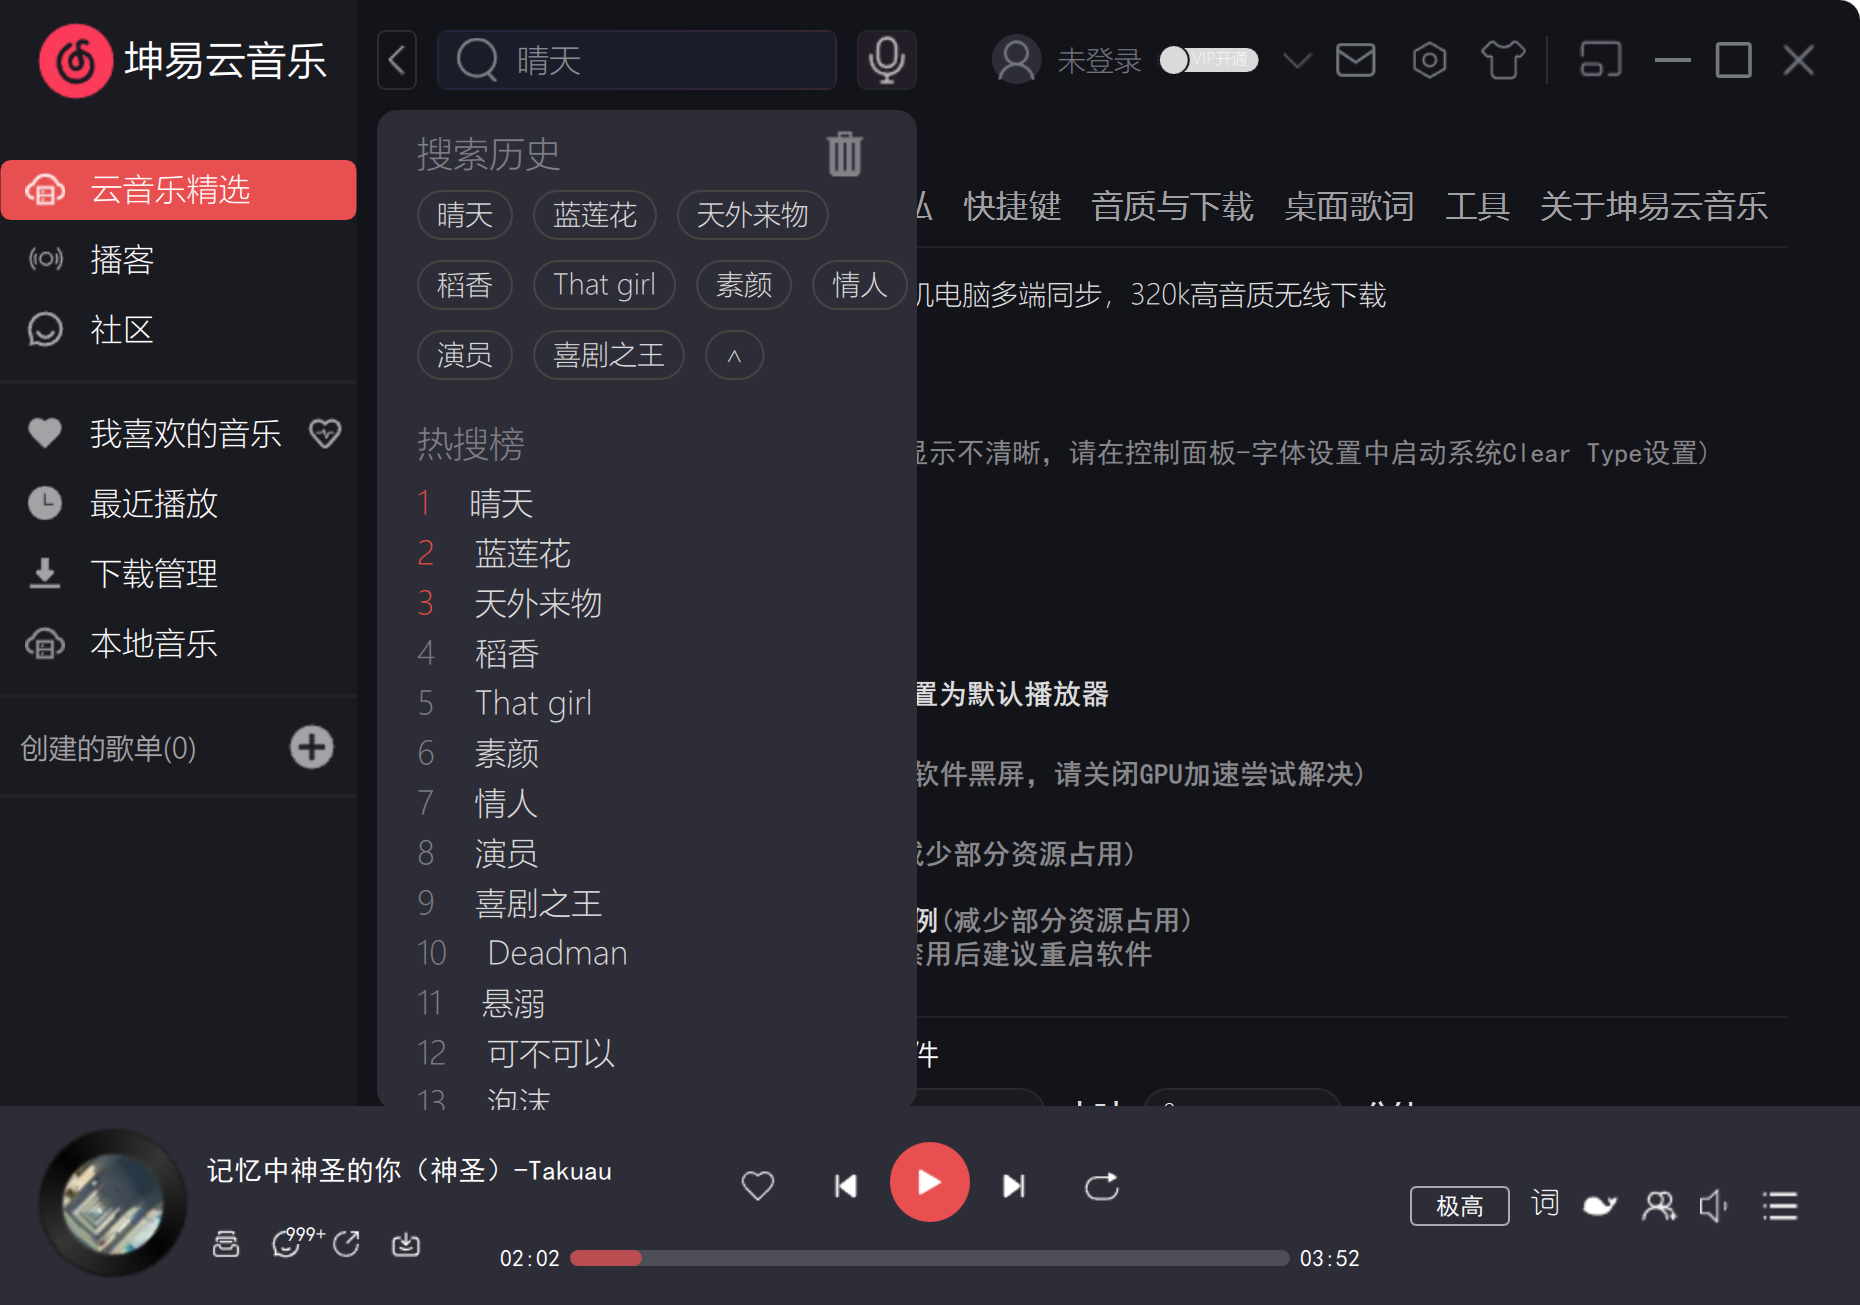 坤易云音乐
晴天
未登录
VIP开通
云音乐精选
播客
社区
我喜欢的音乐
最近播放
下载管理
本地音乐
创建的歌单(0)
搜索历史
晴天 蓝莲花 天外来物
稻香 That girl 素颜 情人
演员 喜剧之王 ^
热搜榜
1 晴天
2 蓝莲花
3 天外来物
4 稻香
5 That girl
6 素颜
7 情人
8 演员
9 喜剧之王
10 Deadman
11 悬溺
12 可不可以
13 泡沫
快捷键 音质与下载 桌面歌词 工具 关于坤易云音乐
电脑多端同步，320k高音质无线下载
示不清晰，请在控制面板-字体设置中启动系统Clear Type设置)
置为默认播放器
软件黑屏，请关闭GPU加速尝试解决)
少部分资源占用)
例(减少部分资源占用)
用后建议重启软件
件
记忆中神圣的你（神圣）-Takuau
999+
02:02
03:52
极高
词